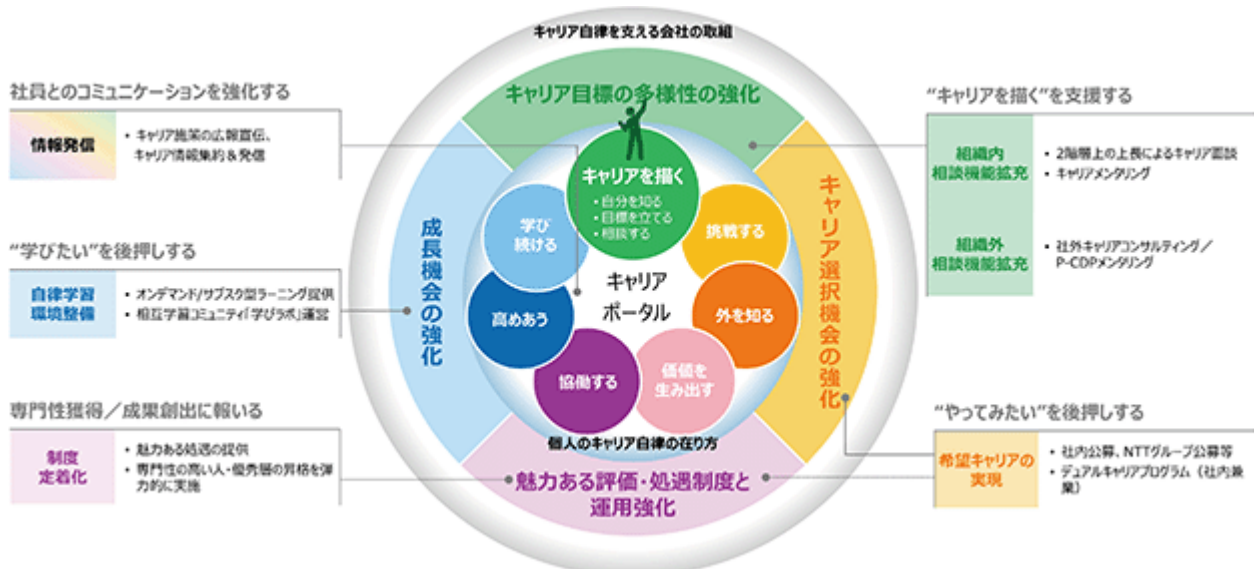 キャリア自律を支える会社の取組
キャリア目標の多様性の強化
社員とのコミュニケーションを強化する
情報発信
• キャリア施策の広報宣伝、
キャリア情報集約&発信
“学びたい”を後押しする
自律学習
環境整備
• オンデマンド/サブスク型ラーニング提供
• 相互学習コミュニティ「学びラボ」運営
専門性獲得/成果創出に報いる
制度
定着化
• 魅力ある処遇の提供
• 専門性の高い人・優秀層の昇格を弾
力的に実施
成長機会の強化
キャリアを描く
• 自分を知る
• 目標を立てる
• 相談する
学び
続ける
挑戦する
高めあう
キャリア
ポータル
外を知る
協働する
価値を
生み出す
個人のキャリア自律の在り方
魅力ある評価・処遇制度と
運用強化
キャリア選択機会の強化
“キャリアを描く”を支援する
組織内
相談機能拡充
• 2階層上の上長によるキャリア面談
• キャリアメンタリング
組織外
相談機能拡充
• 社外キャリアコンサルティング/
P-CDPメンタリング
“やってみたい”を後押しする
希望キャリアの
実現
• 社内公募、NTTグループ公募等
• デュアルキャリアプログラム（社内兼
業）